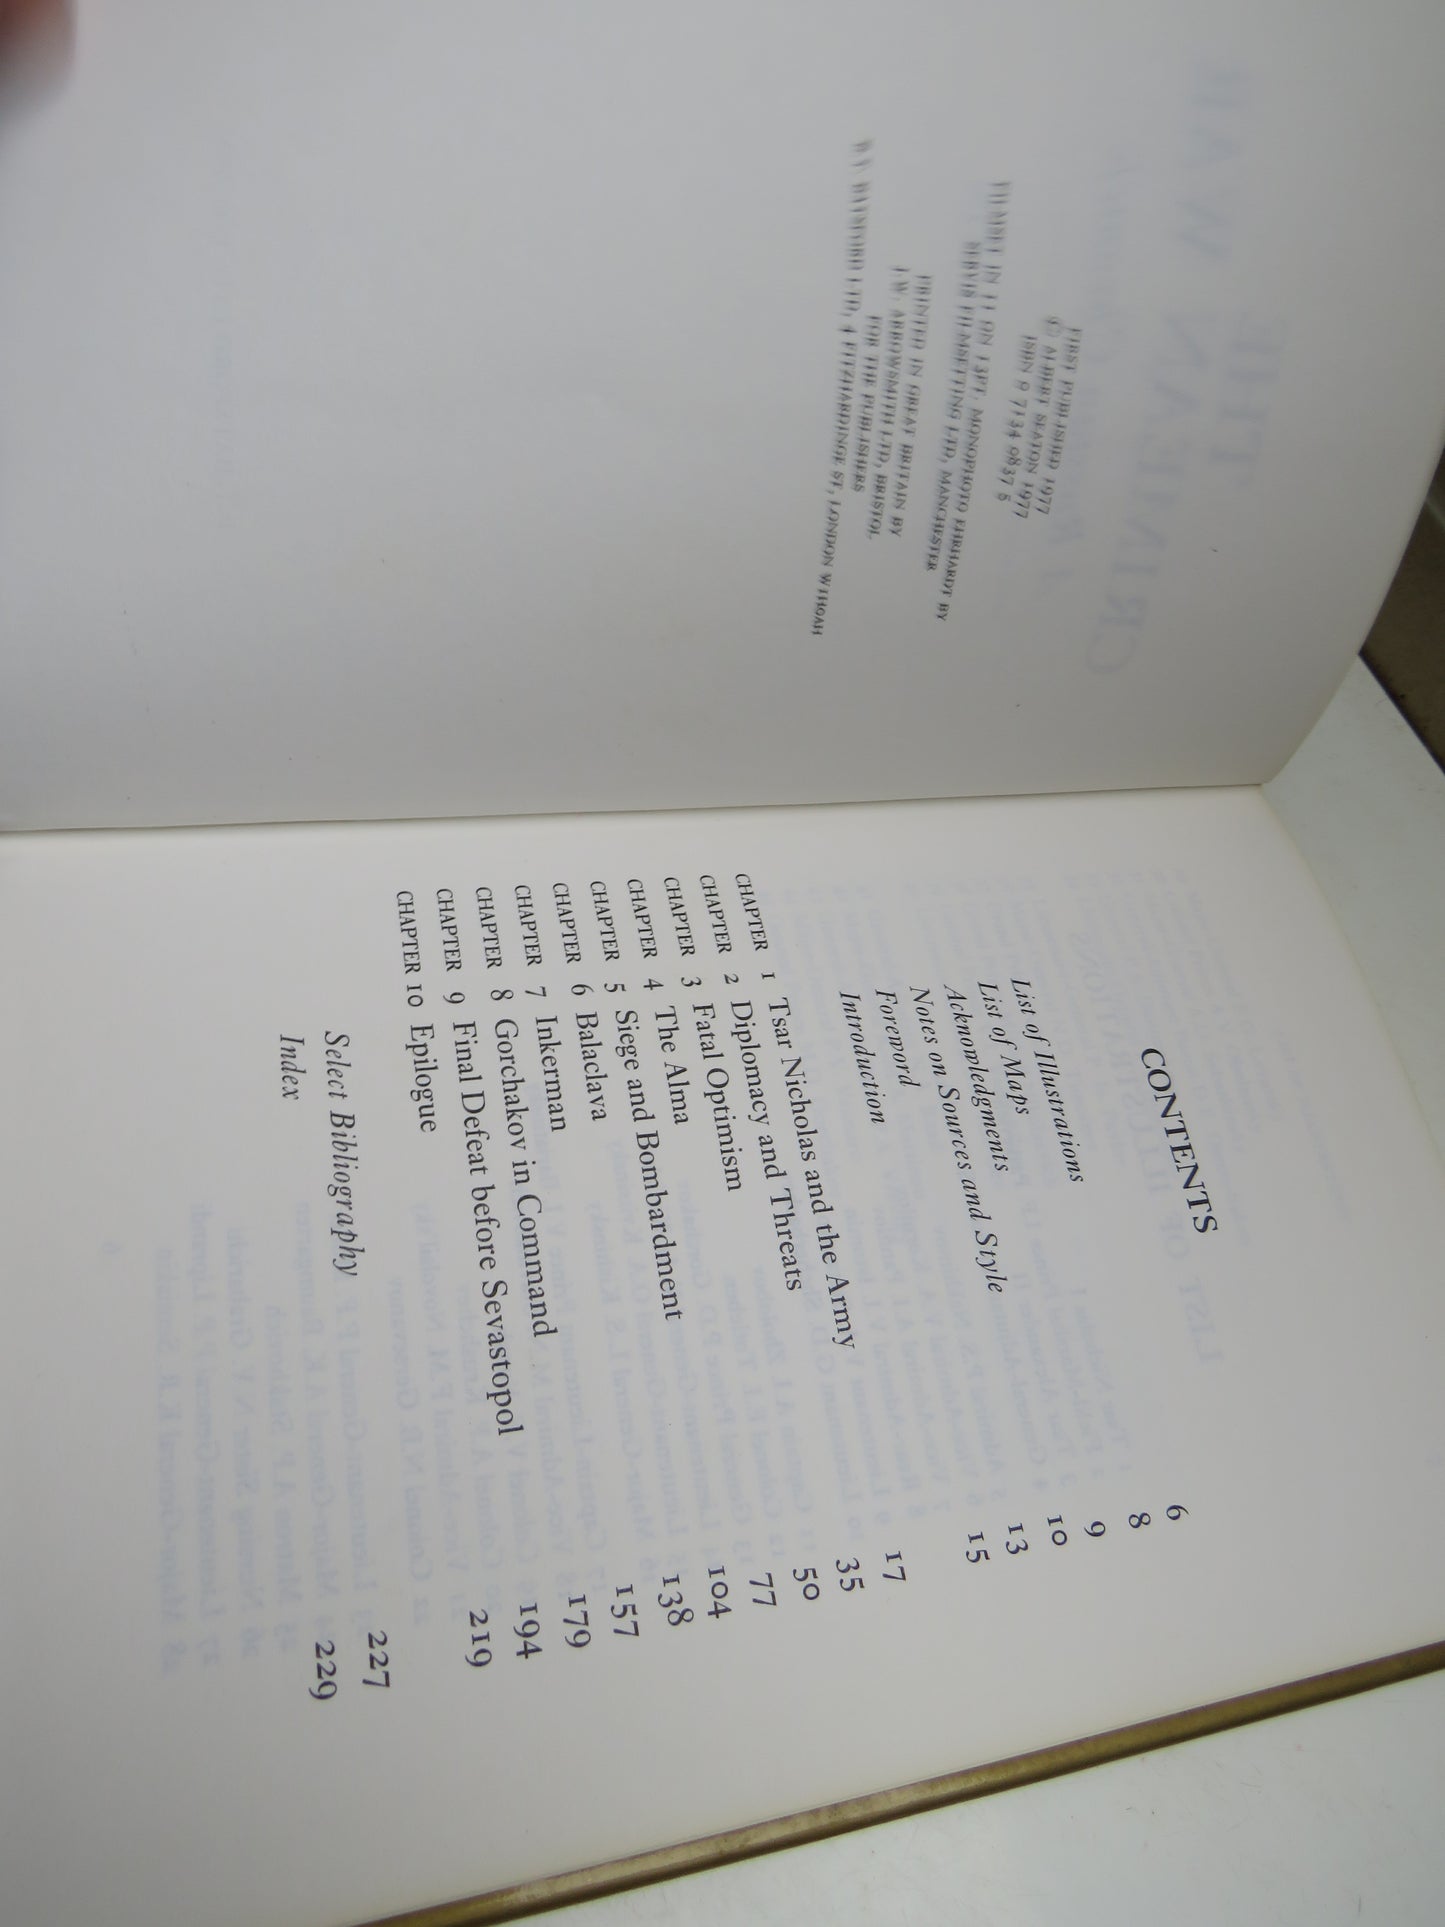 FIRST PUBLISHED 1977
© ALBERT SEATON 1977
ISBN 0 7134 0837 5
FILMSET IN 11 ON 13PT. MONOPHOTO EHRHARDT BY
SERVIS FILMSETTING LTD, MANCHESTER
PRINTED IN GREAT BRITAIN BY
J.W. ARROWSMITH LTD, BRISTOL
FOR THE PUBLISHERS
B.T. BATSFORD LTD, 4 FITZHARDINGE ST, LONDON W1H0AH
CONTENTS
List of Illustrations 6
List of Maps 8
Acknowledgments 9
Notes on Sources and Style 10
Foreword 13
Introduction 15
CHAPTER 1 Tsar Nicholas and the Army 17
CHAPTER 2 Diplomacy and Threats 35
CHAPTER 3 Fatal Optimism 50
CHAPTER 4 The Alma 77
CHAPTER 5 Siege and Bombardment 104
CHAPTER 6 Balaclava 138
CHAPTER 7 Inkerman 157
CHAPTER 8 Gorchakov in Command 179
CHAPTER 9 Final Defeat before Sevastopol 194
CHAPTER 10 Epilogue 219
Select Bibliography 227
Index 229